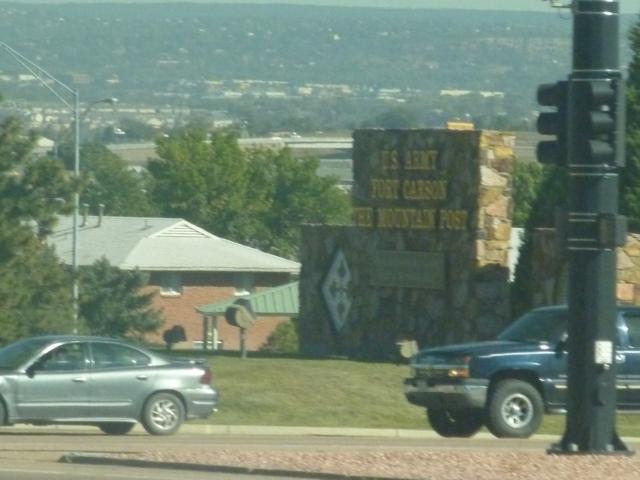 U.S. ARMY
FORT CARSON
THE MOUNTAIN POST